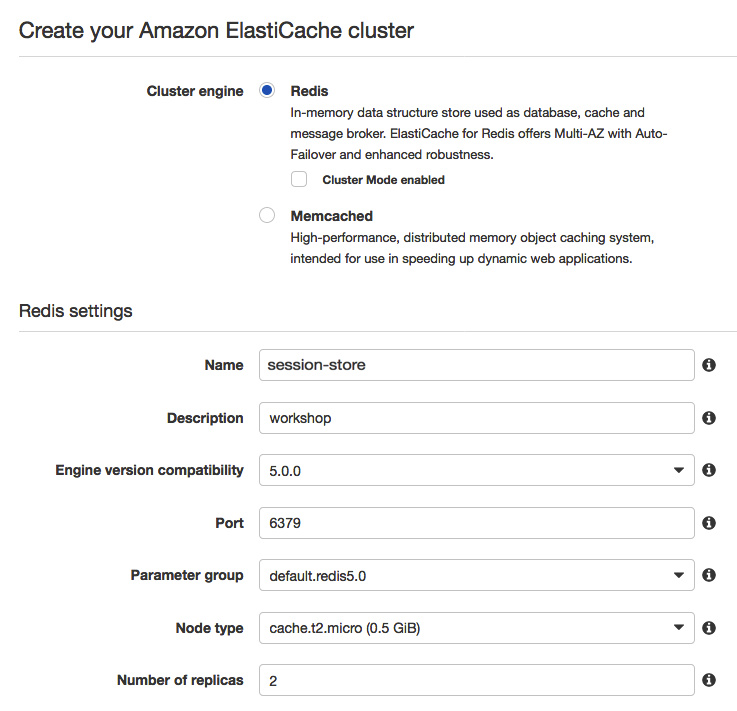 Create your Amazon ElastiCache cluster
Cluster engine
Redis
In-memory data structure store used as database, cache and
message broker. ElastiCache for Redis offers Multi-AZ with Auto-
Failover and enhanced robustness.
Cluster Mode enabled
Memcached
High-performance, distributed memory object caching system,
intended for use in speeding up dynamic web applications.
Redis settings
Name session-store
Description workshop
Engine version compatibility 5.0.0
Port 6379
Parameter group default.redis5.0
Node type cache.t2.micro (0.5 GiB)
Number of replicas 2